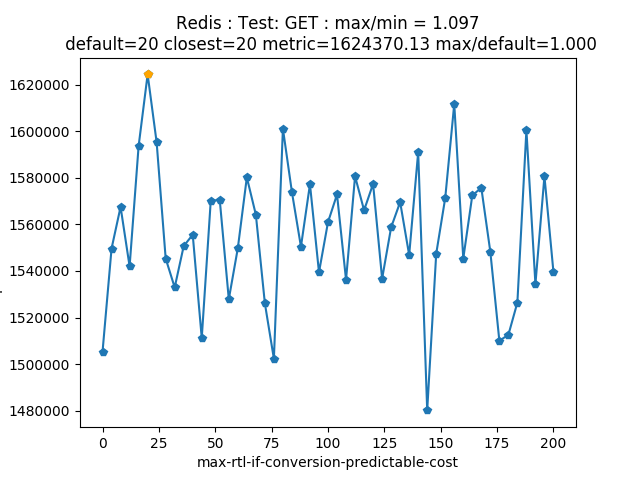 Redis : Test: GET : max/min = 1.097
default=20 closest=20 metric=1624370.13 max/default=1.000
1620000
1600000
1580000
1560000
1540000
1520000
1500000
1480000
0 25 50 75 100 125 150 175 200
max-rtl-if-conversion-predictable-cost